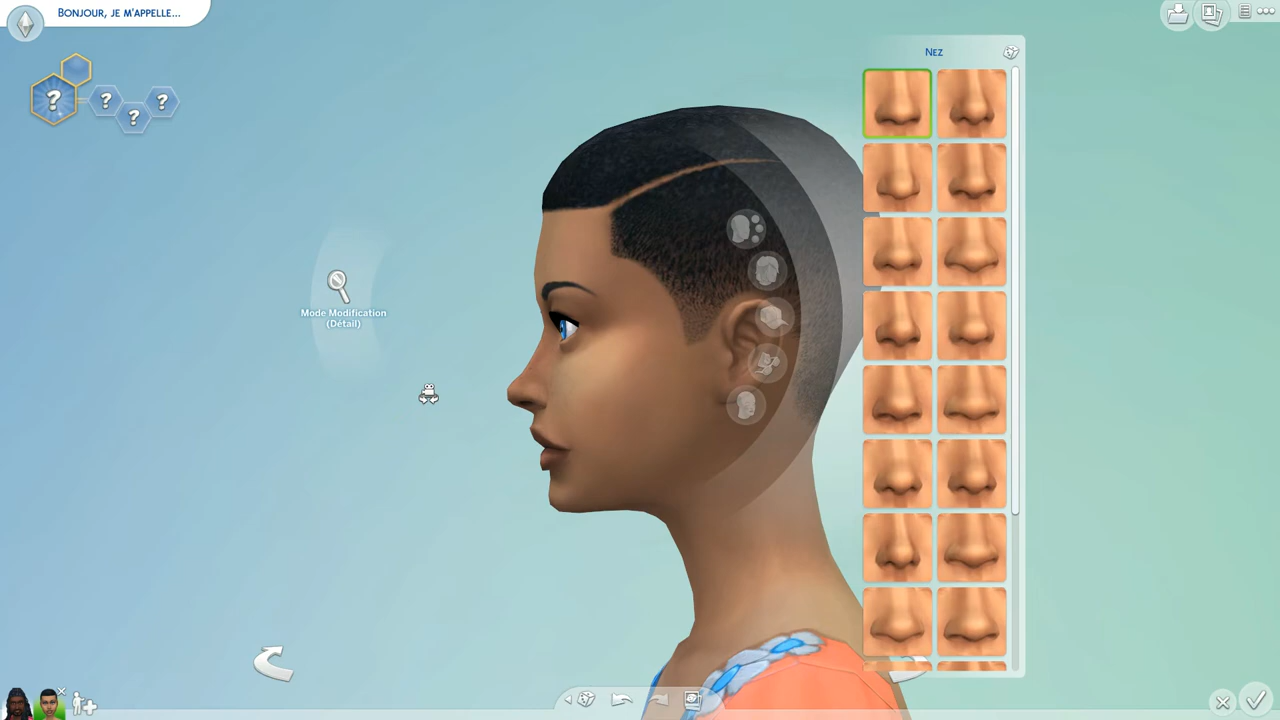 Bonjour, je m'appelle...
Nez
?
? ? ?
Mode Modification
(Détail)